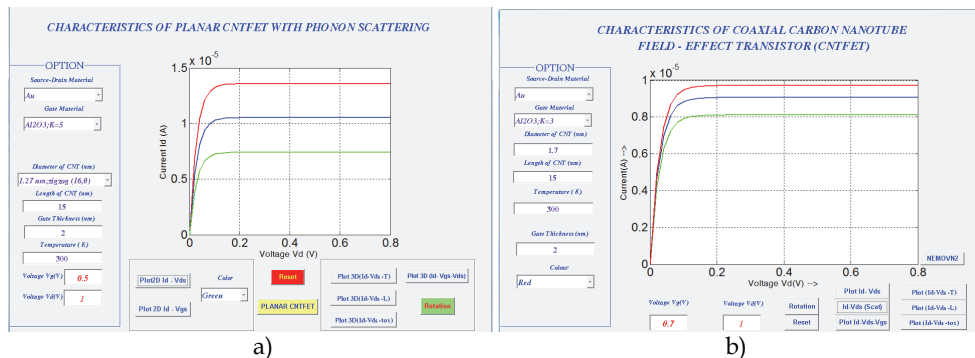 CHARACTERISTICS OF PLANAR CNTFET WITH PHONON SCATTERING
OPTION
Source-Drain Material
Au
Gate Material
Al2O3;K=5
Diameter of CNT (nm)
1.27 nm;zigzag (16,0)
Length of CNT (nm)
15
Gate Thickness(nm)
2
Temperature ( K)
300
Voltage Vg(V)
0.5
Voltage Vd(V)
1
x 10-5
1.5
1
0.5
0
Current Id (A)
0
0.2
0.4
0.6
0.8
Voltage Vd (V)
Plot2D Id - Vds
Plot 2D Id - Vgs
Color
Green
Reset
PLANAR CNTFET
Plot 3D(Id-Vds -T)
Plot 3D(Id-Vds -L)
Plot 3D(Id-Vds -tox)
Plot 3D (Id-Vgs-Vds)
Rotation
a)
CHARACTERISTICS OF COAXIAL CARBON NANOTUBE
FIELD - EFFECT TRANSISTOR (CNTFET)
OPTION
Source-Drain Material
Au
Gate Material
Al2O3;K=3
Diameter of CNT (nm)
1.7
Length of CNT (nm)
15
Temperature ( K)
300
Gate Thickness(nm)
2
Colour
Red
x 10-5
1
0.8
0.6
0.4
0.2
0
Current(A) -->
0
0.2
0.4
0.6
0.8
Voltage Vd(V) -->
NEMOVN2
Voltage Vg(V)
0.7
Voltage Vd(V)
1
Rotation
Reset
Plot Id- Vds
Id-Vds (Scat)
Plot Id-Vds-Vgs
Plot (Id-Vds -T)
Plot (Id-Vds-L)
Plot (Id-Vds-tox)
b)